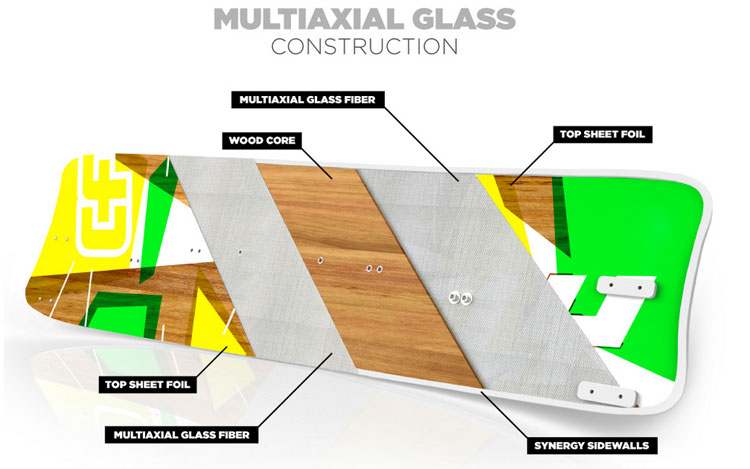 MULTIAXIAL GLASS
CONSTRUCTION
MULTIAXIAL GLASS FIBER
WOOD CORE
TOP SHEET FOIL
TOP SHEET FOIL
MULTIAXIAL GLASS FIBER
SYNERGY SIDEWALLS